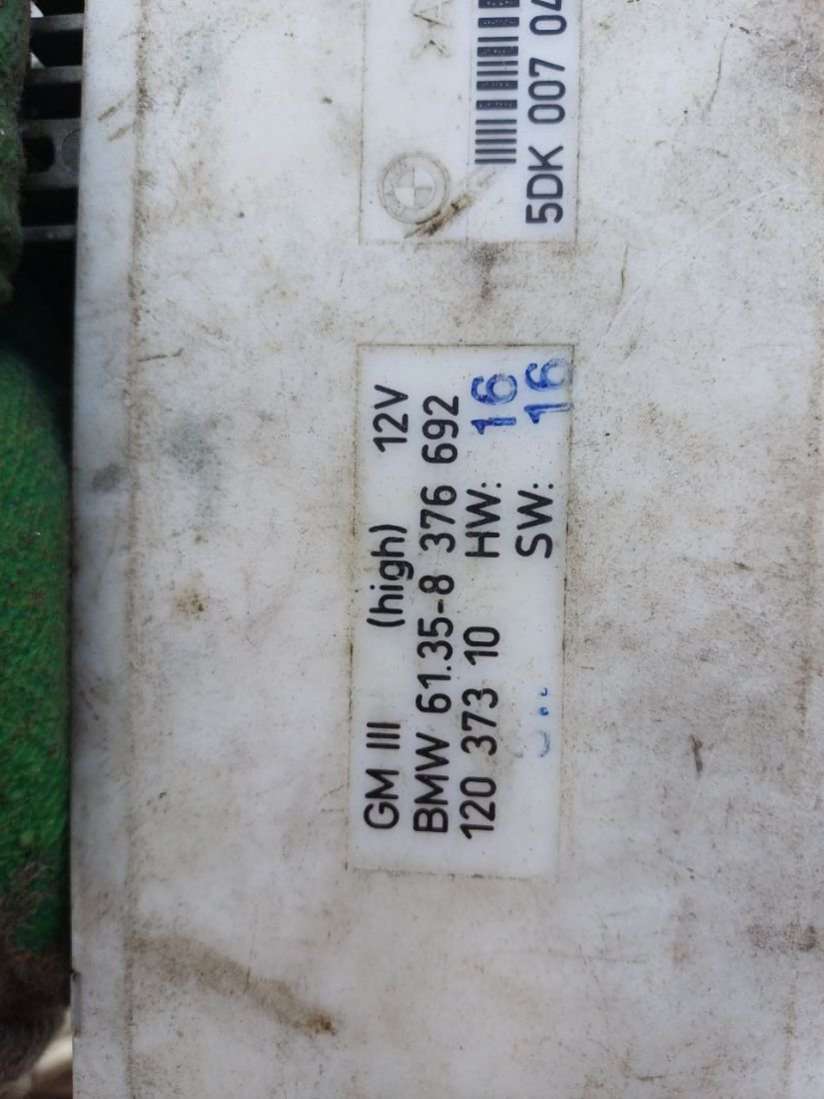 GM III (high) 12V
BMW 61.35-8 376 692
120 373 10 HW: 16
SW: 16
5DK 007 04